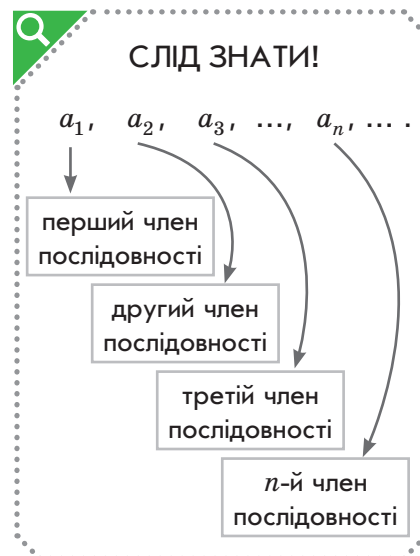 СЛІД ЗНАТИ!
a₁, a₂, a₃, ..., aₙ, ... .
перший член
послідовності
другий член
послідовності
третій член
послідовності
n-й член
послідовності